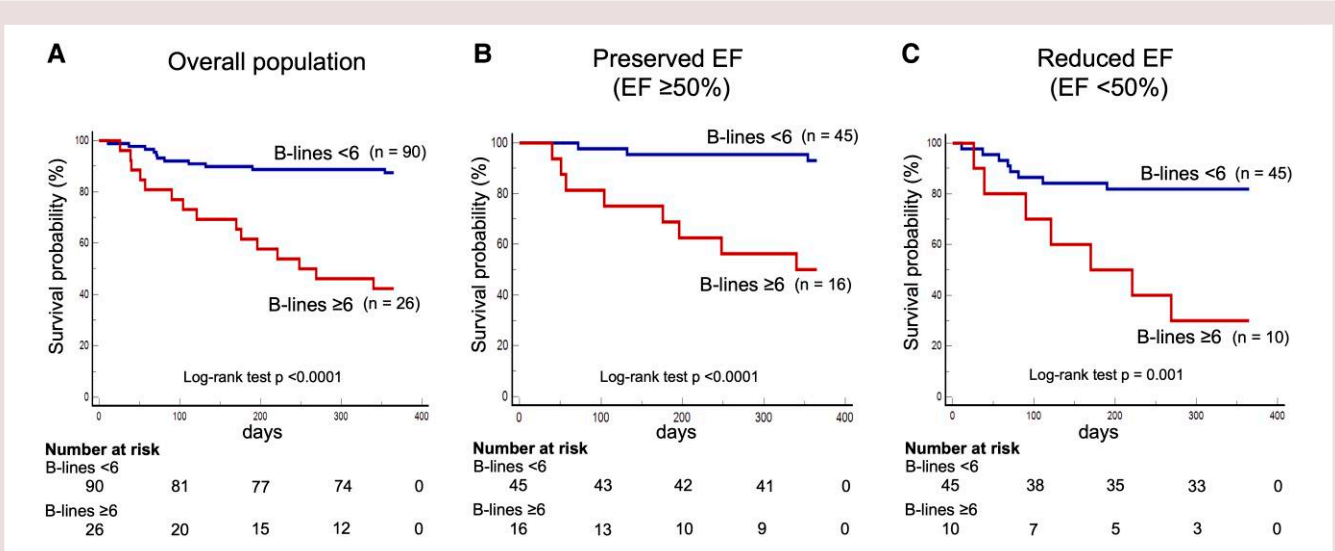 A
Overall population
Survival probability (%)
100
80
60
40
20
0
B-lines <6 (n = 90)
B-lines ≥6 (n = 26)
Log-rank test p <0.0001
0 100 200 300 400
days
Number at risk
B-lines <6
90 81 77 74 0
B-lines ≥6
26 20 15 12 0
B
Preserved EF
(EF ≥50%)
Survival probability (%)
100
80
60
40
20
0
B-lines <6 (n = 45)
B-lines ≥6 (n = 16)
Log-rank test p <0.0001
0 100 200 300 400
days
Number at risk
B-lines <6
45 43 42 41 0
B-lines ≥6
16 13 10 9 0
C
Reduced EF
(EF <50%)
Survival probability (%)
100
80
60
40
20
0
B-lines <6 (n = 45)
B-lines ≥6 (n = 10)
Log-rank test p = 0.001
0 100 200 300 400
days
Number at risk
B-lines <6
45 38 35 33 0
B-lines ≥6
10 7 5 3 0